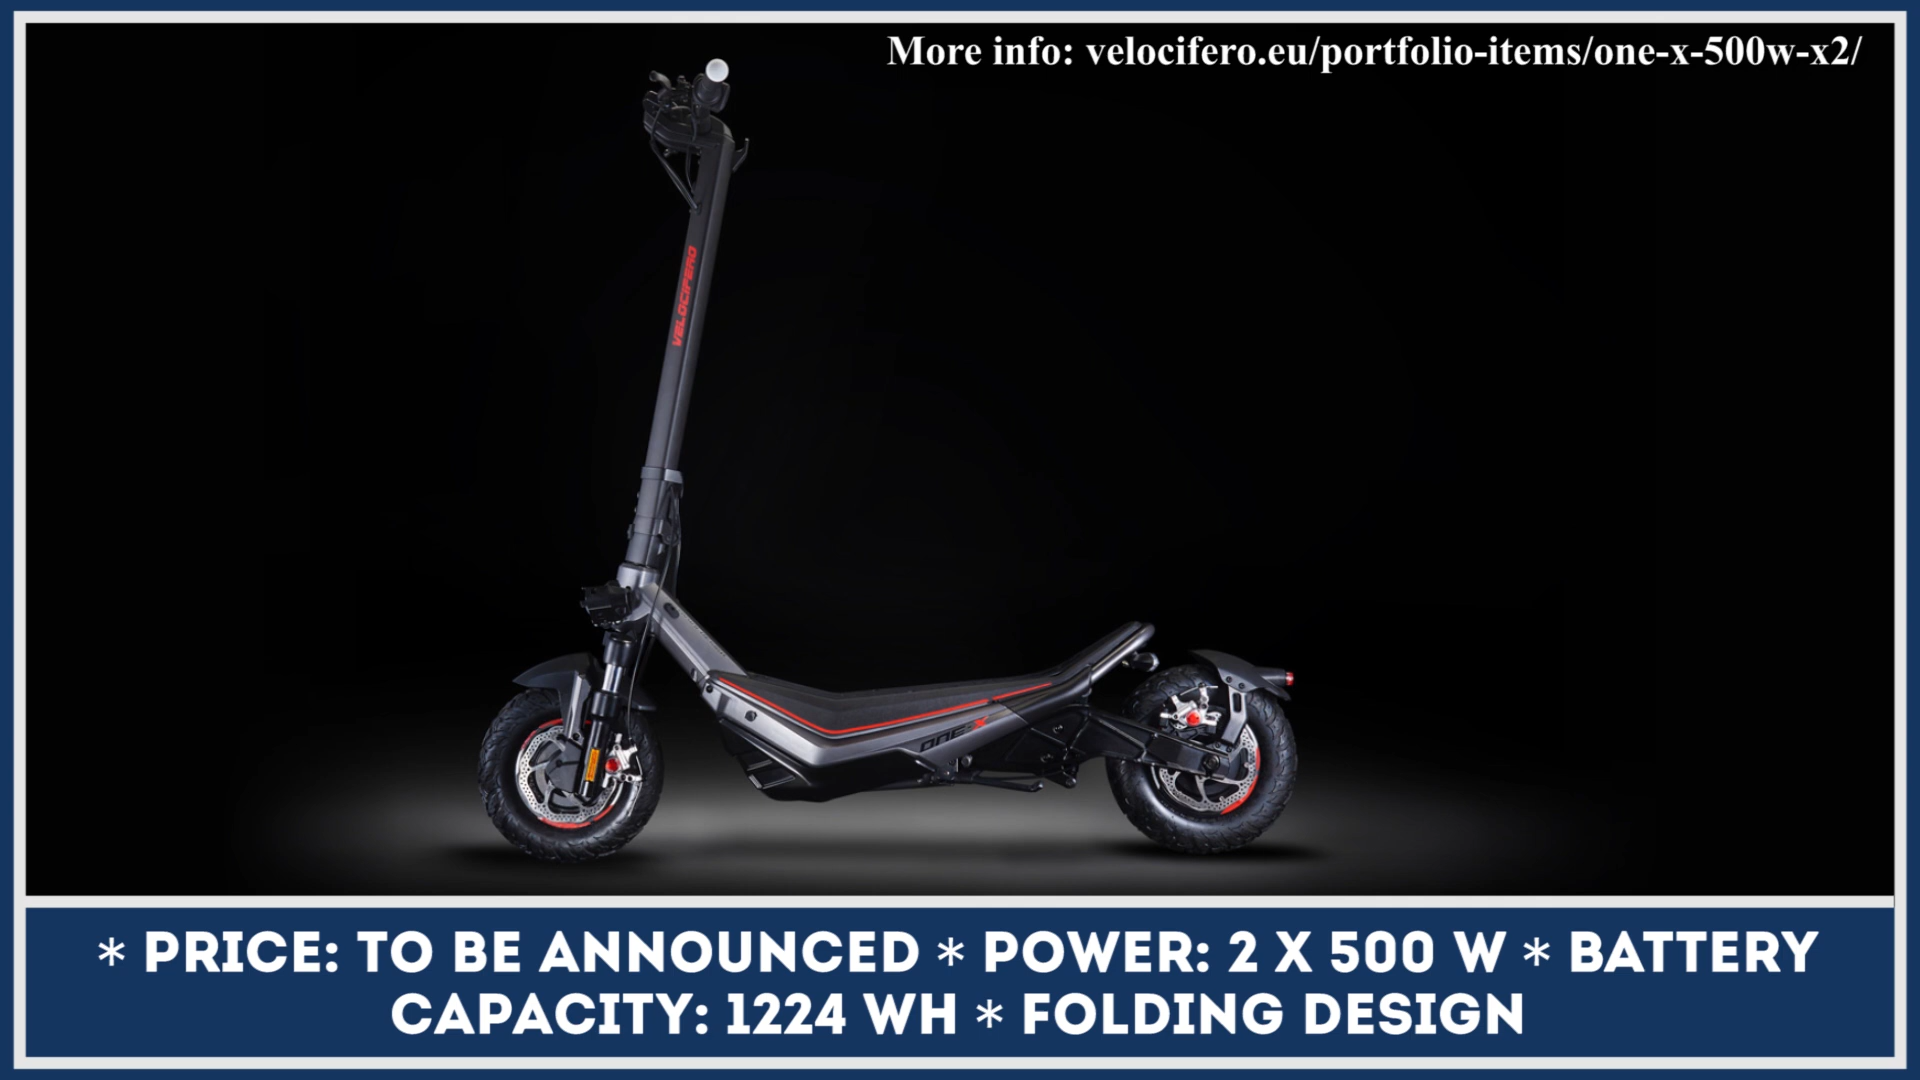 More info: velocifero.eu/portfolio-items/one-x-500w-x2/
VELOCIFERO
ONE-X
* PRICE: TO BE ANNOUNCED * POWER: 2 X 500 W * BATTERY
CAPACITY: 1224 WH * FOLDING DESIGN